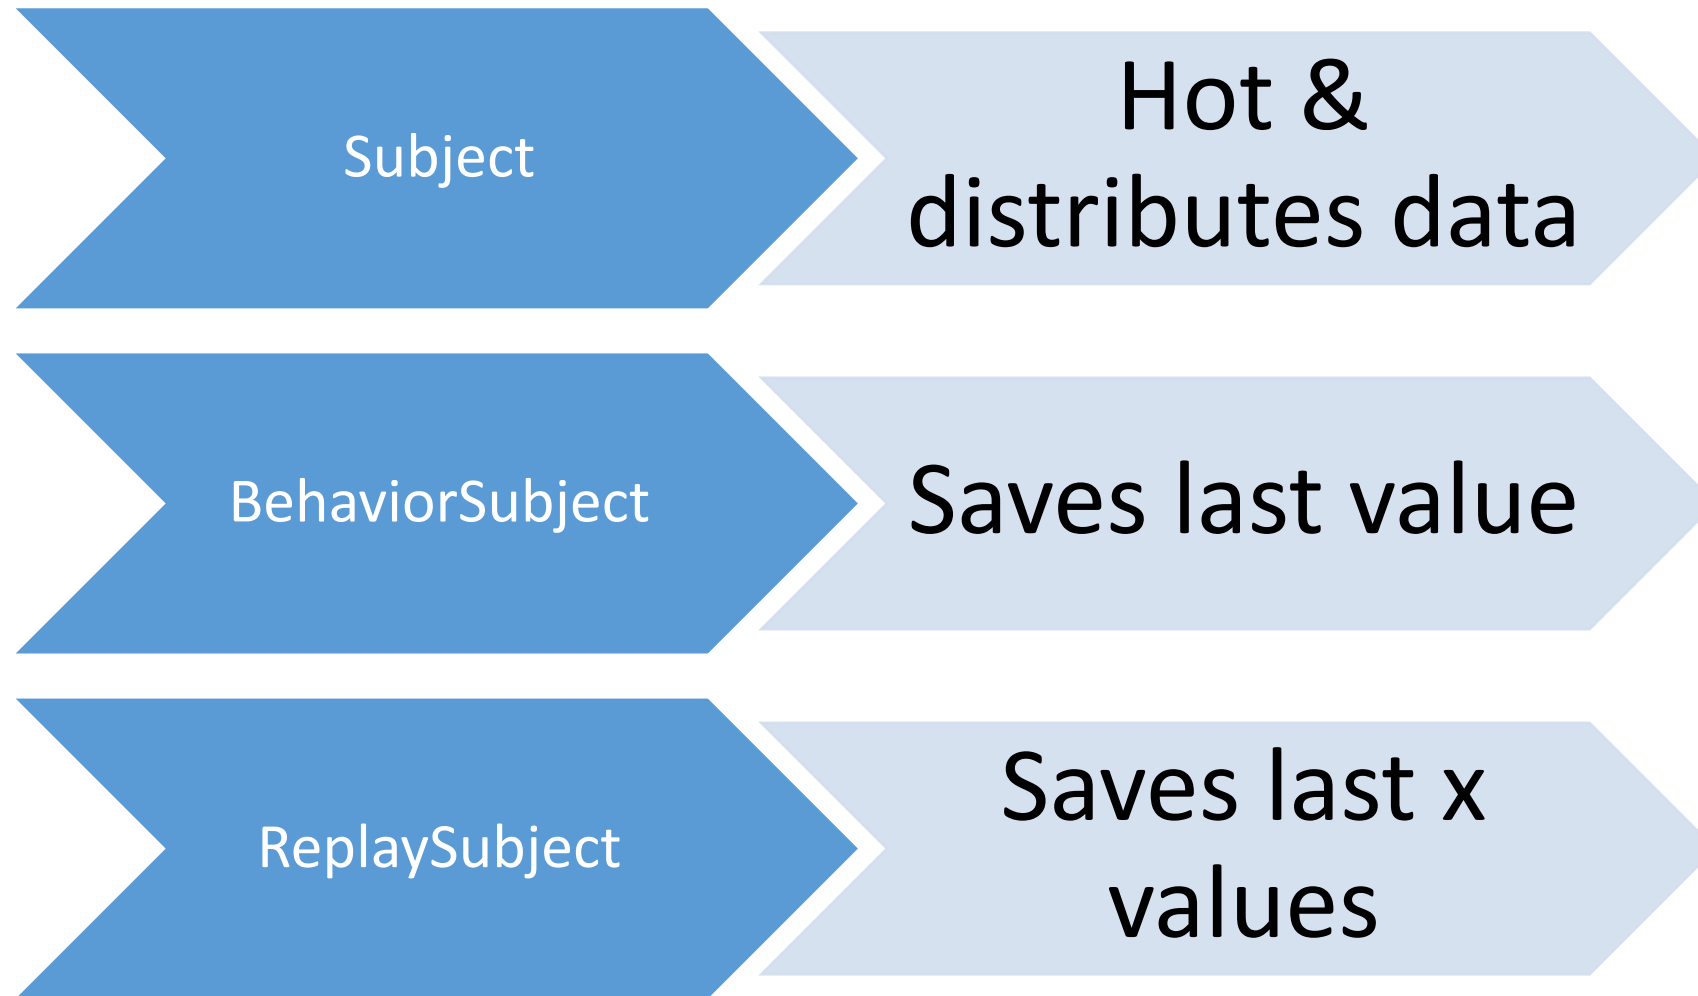 Subject
Hot &
distributes data
BehaviorSubject
Saves last value
ReplaySubject
Saves last x
values